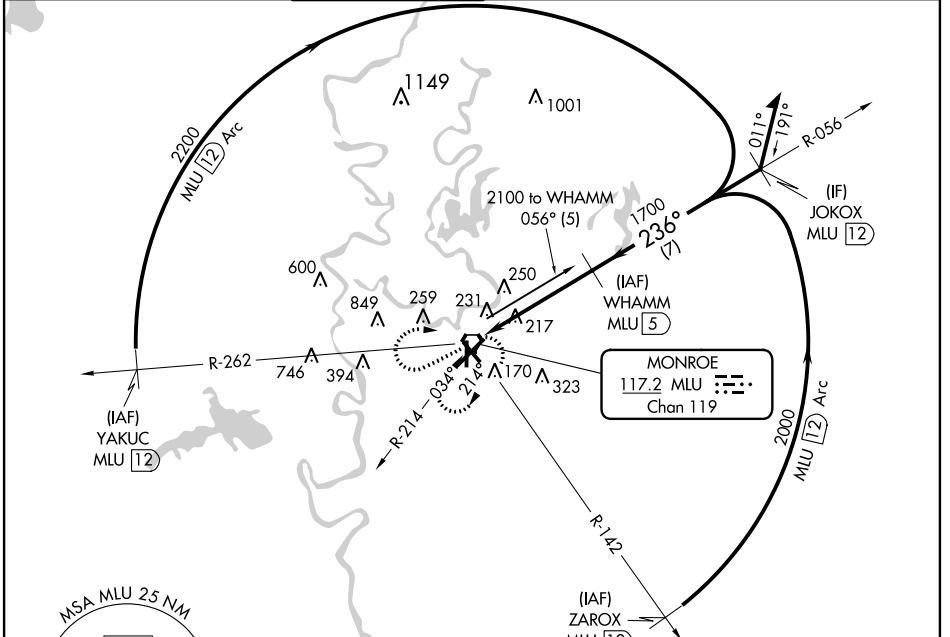 1149
1001
2200
MLU 12 Arc
011°
191°
R-056
(IF)
JOKOX
MLU 12
2100 to WHAMM
056° (5)
1700
236°
(7)
600
250
(IAF)
WHAMM
MLU 5
849
259
231
217
R-262
746
394
170
323
MONROE
117.2 MLU
Chan 119
(IAF)
YAKUC
MLU 12
R-214
034°
214°
2000
MLU 12 Arc
R-142
MSA MLU 25 NM
(IAF)
ZAROX
MLU 12